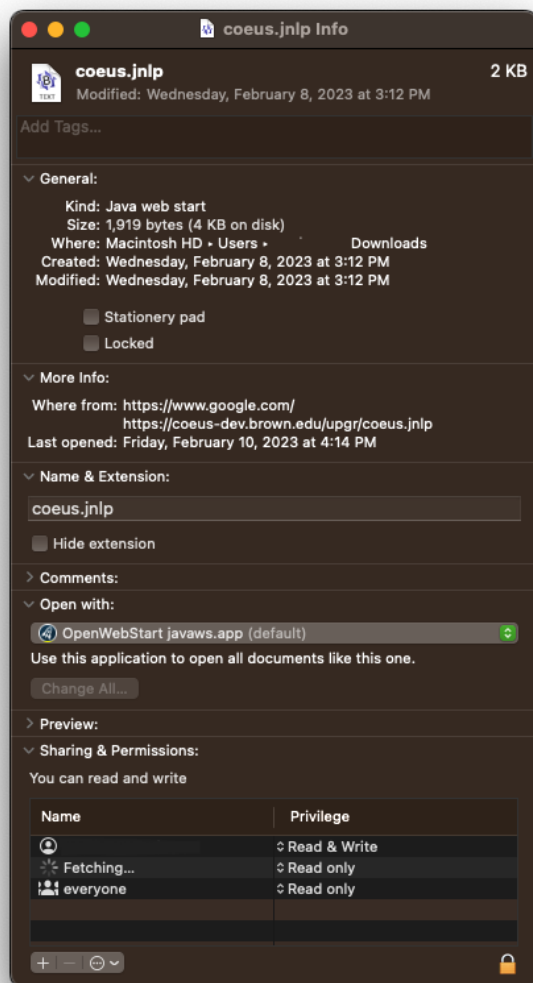 coeus.jnlp Info
coeus.jnlp 2 KB
Modified: Wednesday, February 8, 2023 at 3:12 PM
TEXT
Add Tags...
General:
Kind: Java web start
Size: 1,919 bytes (4 KB on disk)
Where: Macintosh HD ▸ Users ▸ Downloads
Created: Wednesday, February 8, 2023 at 3:12 PM
Modified: Wednesday, February 8, 2023 at 3:12 PM
Stationery pad
Locked
More Info:
Where from: https://www.google.com/
https://coeus-dev.brown.edu/upgr/coeus.jnlp
Last opened: Friday, February 10, 2023 at 4:14 PM
Name & Extension:
coeus.jnlp
Hide extension
Comments:
Open with:
OpenWebStart javaws.app (default)
Use this application to open all documents like this one.
Change All...
Preview:
Sharing & Permissions:
You can read and write
Name Privilege
Read & Write
Fetching... Read only
everyone Read only